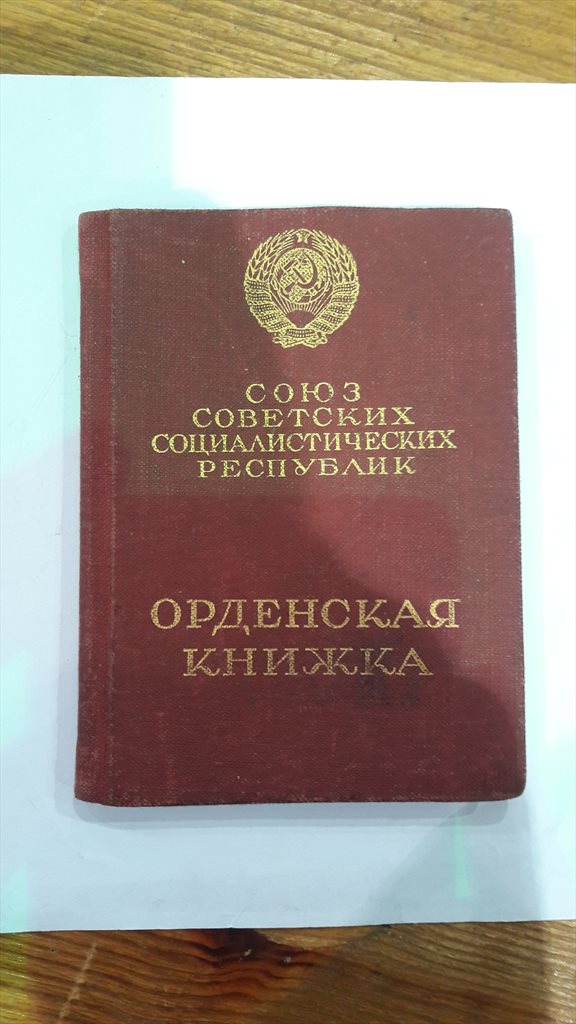 СОЮЗ
СОВЕТСКИХ
СОЦИАЛИСТИЧЕСКИХ
РЕСПУБЛИК
ОРДЕНСКАЯ
КНИЖКА